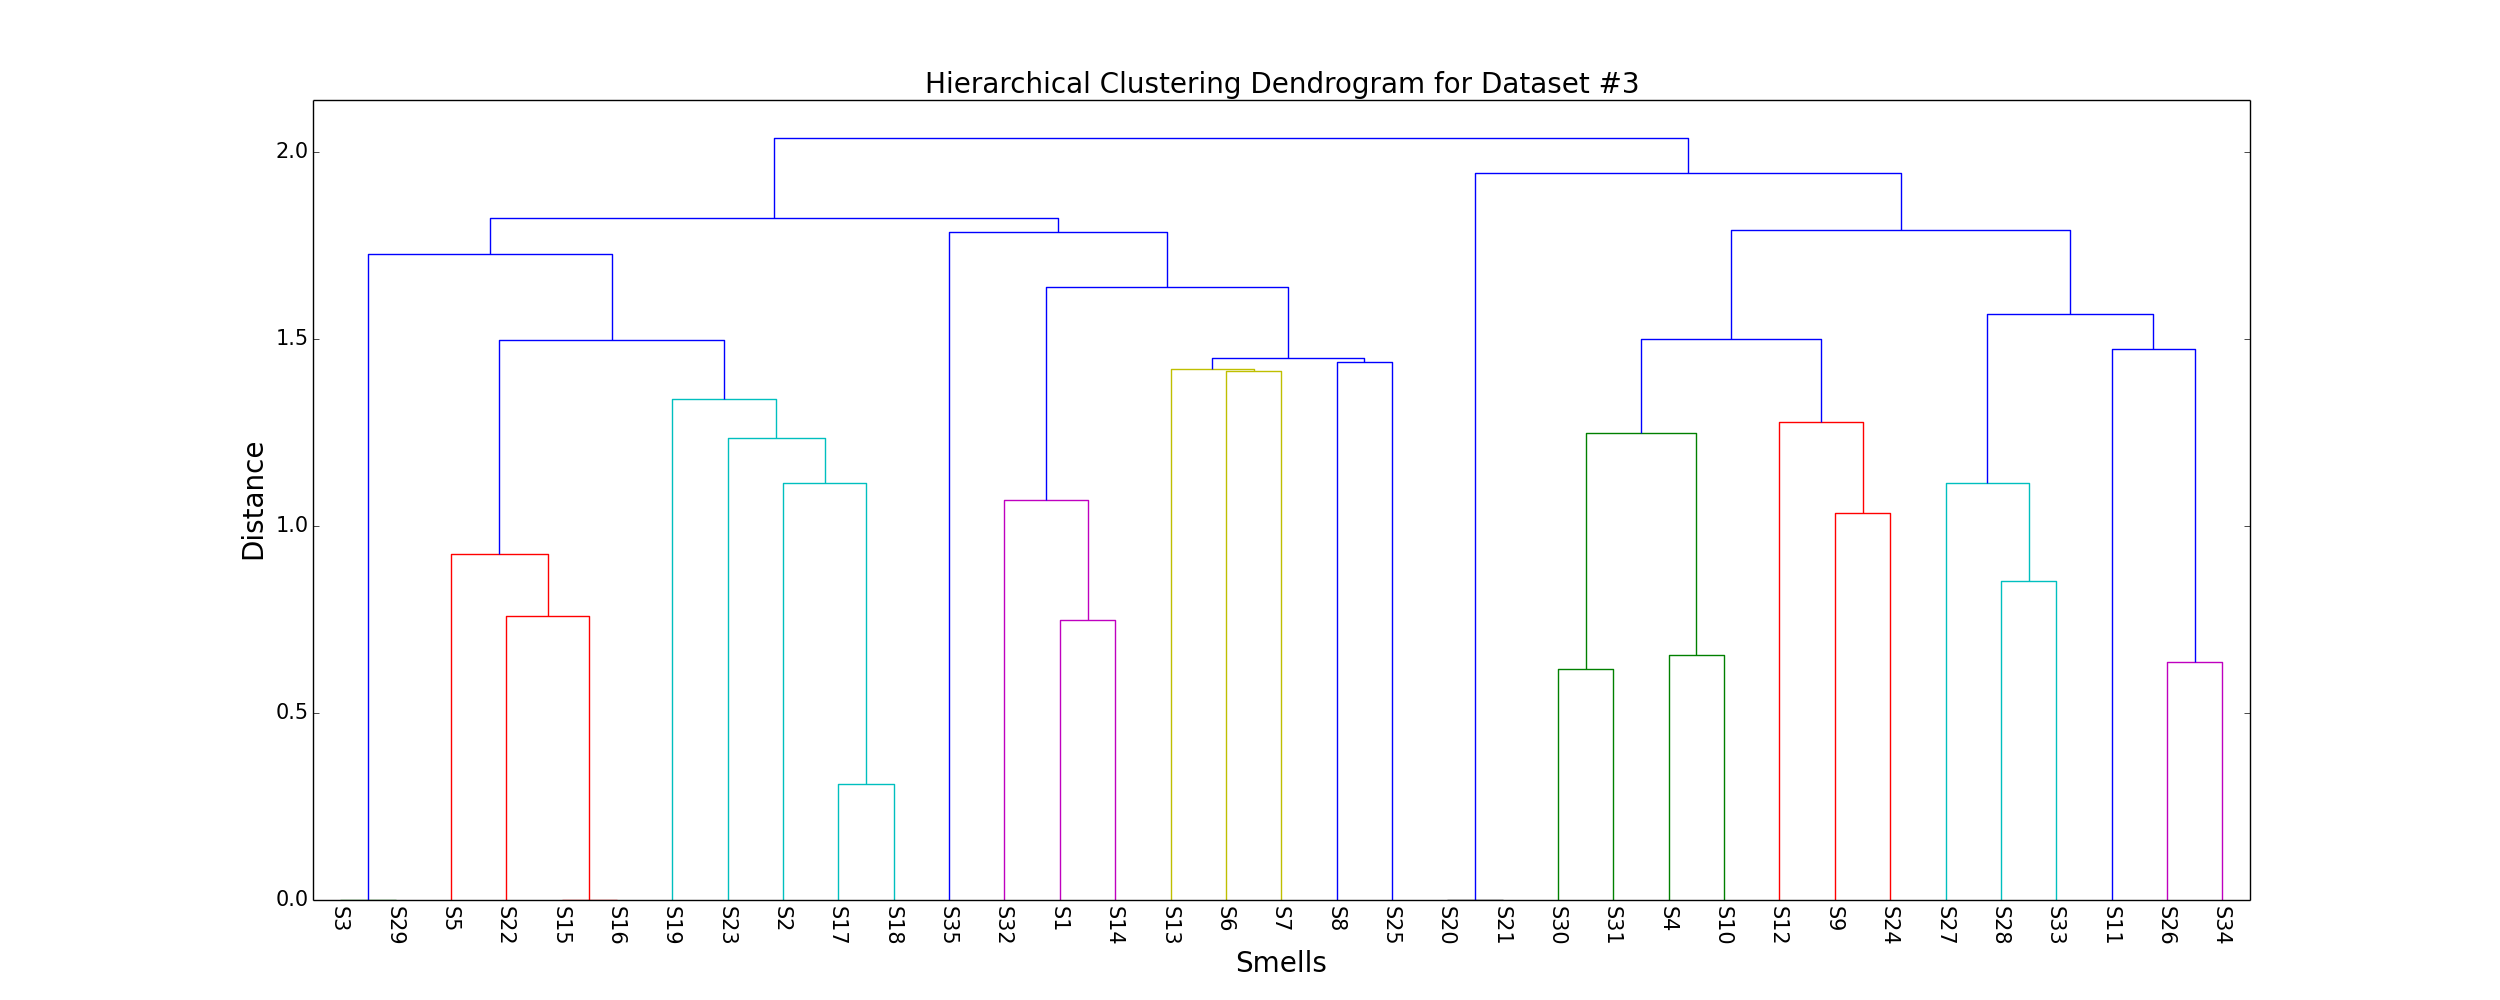 Hierarchical Clustering Dendrogram for Dataset #3
2.0
1.5
1.0
0.5
0.0
Distance
S3 S29 S5 S22 S15 S16 S19 S23 S2 S17 S18 S35 S32 S1 S14 S13 S6 S7 S8 S25 S20 S21 S30 S31 S4 S10 S12 S9 S24 S27 S28 S33 S11 S26 S34
Smells